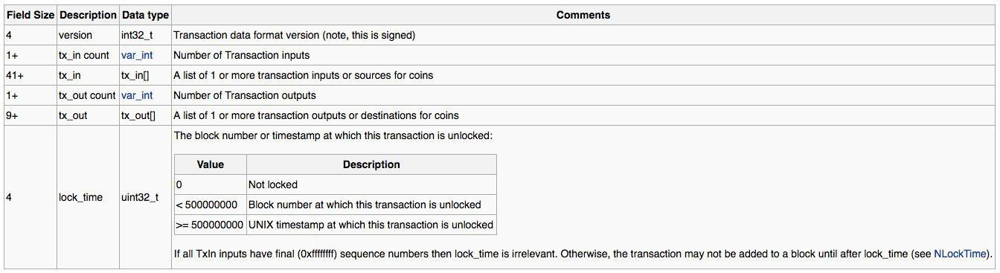 Field Size Description Data type Comments
4 version int32_t Transaction data format version (note, this is signed)
1+ tx_in count var_int Number of Transaction inputs
41+ tx_in tx_in[] A list of 1 or more transaction inputs or sources for coins
1+ tx_out count var_int Number of Transaction outputs
9+ tx_out tx_out[] A list of 1 or more transaction outputs or destinations for coins
The block number or timestamp at which this transaction is unlocked:
Value Description
0 Not locked
4 lock_time uint32_t
< 500000000 Block number at which this transaction is unlocked
>= 500000000 UNIX timestamp at which this transaction is unlocked
If all TxIn inputs have final (0xffffffff) sequence numbers then lock_time is irrelevant. Otherwise, the transaction may not be added to a block until after lock_time (see NLockTime).